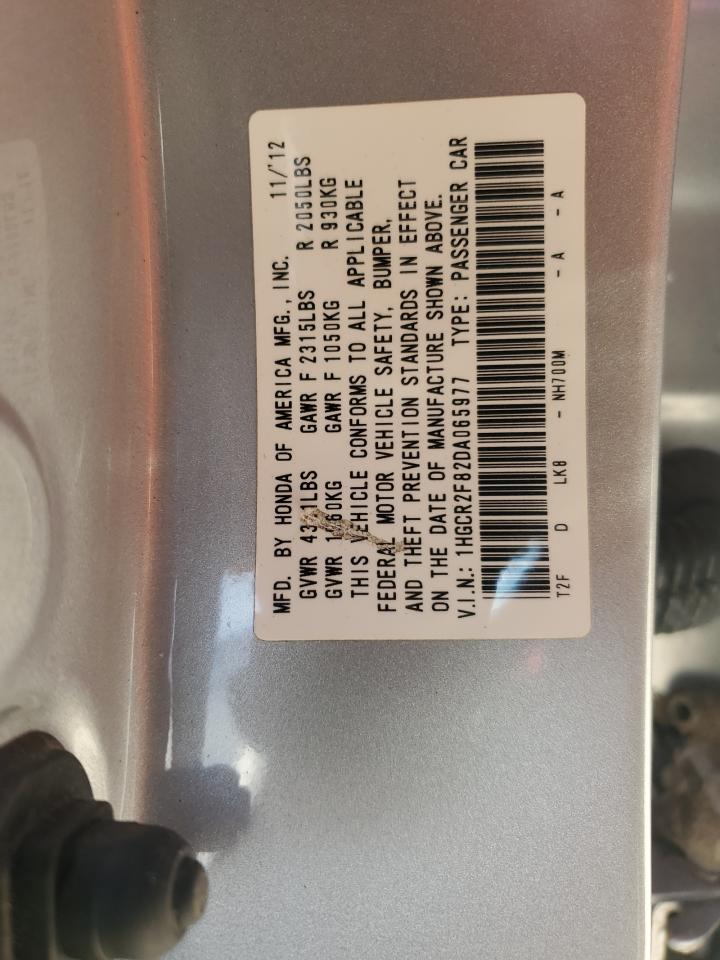 MFD. BY HONDA OF AMERICA MFG., INC. 11/'12
GVWR LBS GAWR F 2315LBS R 2050LBS
GVWR KG GAWR F 1050KG R 930KG
THIS VEHICLE CONFORMS TO ALL APPLICABLE
FEDERAL MOTOR VEHICLE SAFETY, BUMPER,
AND THEFT PREVENTION STANDARDS IN EFFECT
ON THE DATE OF MANUFACTURE SHOWN ABOVE.
V.I.N.: 1HGCR2F82DA065977 TYPE: PASSENGER CAR
T2F D LK8 - NH700M - A - A